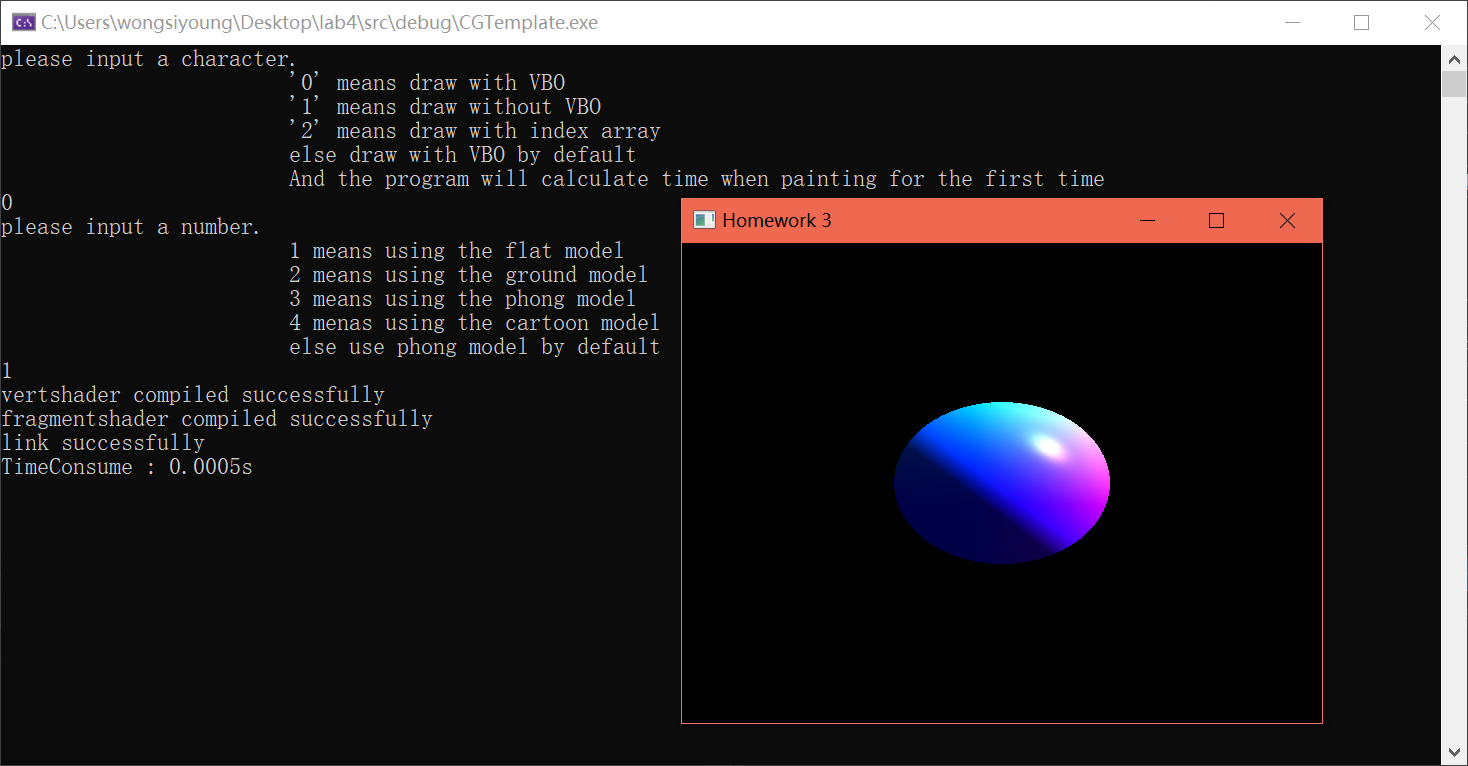 C:\Users\wongsiyoung\Desktop\lab4\src\debug\CGTemplate.exe
please input a character.
'0' means draw with VBO
'1' means draw without VBO
'2' means draw with index array
else draw with VBO by default
And the program will calculate time when painting for the first time
0
please input a number.
1 means using the flat model
2 means using the ground model
3 means using the phong model
4 menas using the cartoon model
else use phong model by default
1
vertshader compiled successfully
fragmentshader compiled successfully
link successfully
TimeConsume : 0.0005s
Homework 3